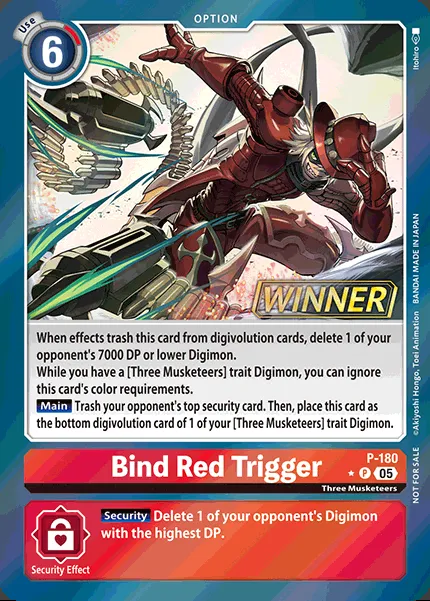 OPTION
Use
6
Itohiro
WINNER
When effects trash this card from digivolution cards, delete 1 of your
opponent's 7000 DP or lower Digimon.
While you have a [Three Musketeers] trait Digimon, you can ignore
this card's color requirements.
Main Trash your opponent's top security card. Then, place this card as
the bottom digivolution card of 1 of your [Three Musketeers] trait Digimon.
©Akiyoshi Hongo, Toei Animation BANDAI MADE IN JAPAN
NOT FOR SALE
Bind Red Trigger
P-180
P 05
Three Musketeers
Security Delete 1 of your opponent's Digimon
with the highest DP.
Security Effect